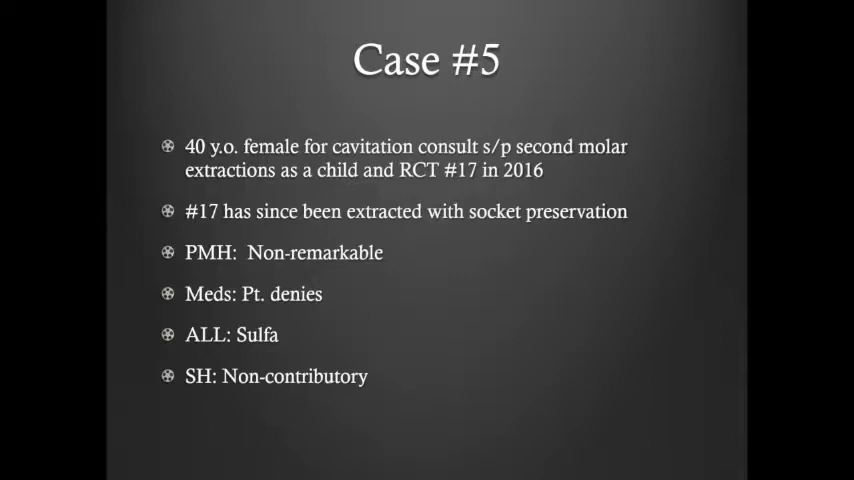 Case #5
40 y.o. female for cavitation consult s/p second molar
extractions as a child and RCT #17 in 2016
#17 has since been extracted with socket preservation
PMH: Non-remarkable
Meds: Pt. denies
ALL: Sulfa
SH: Non-contributory